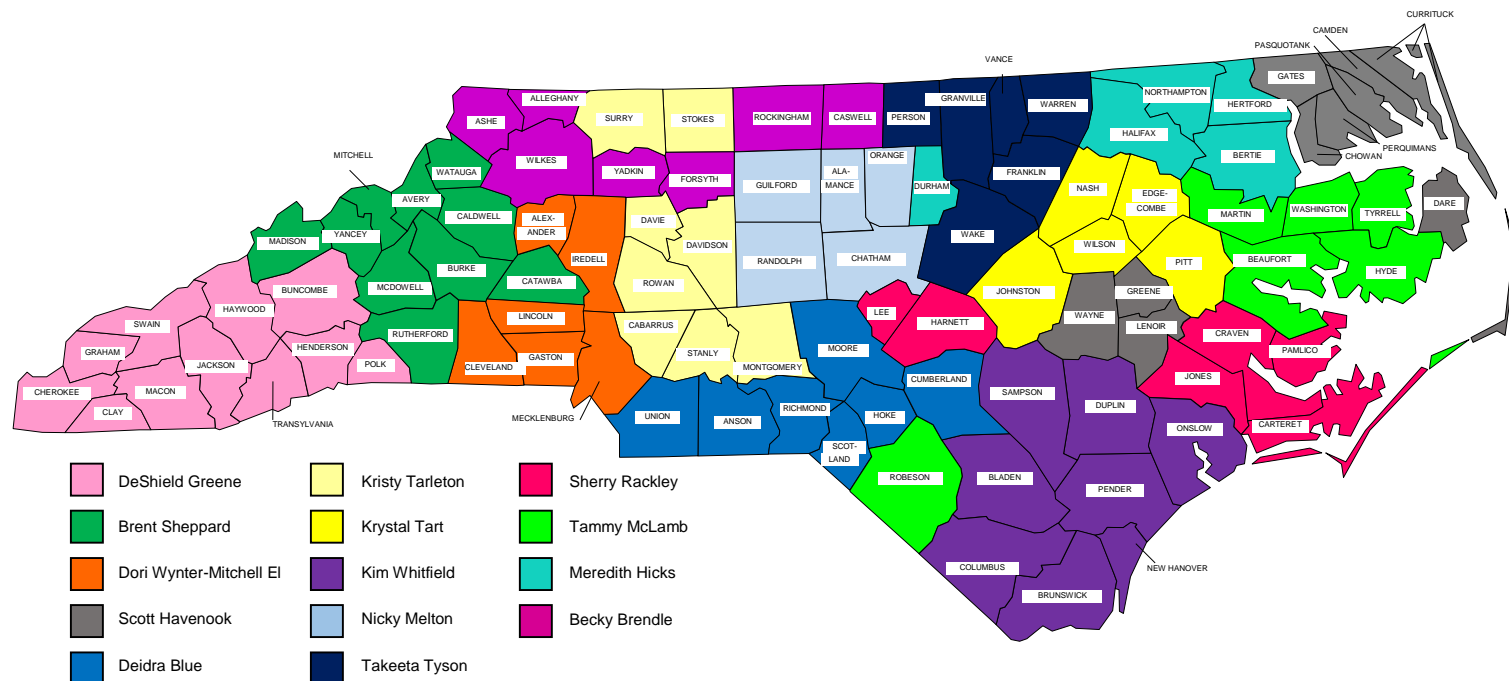 CURRITUCK
CAMDEN
PASQUOTANK
VANCE
GATES
GRANVILLE
NORTHAMPTON
ALLEGHANY
WARREN
HERTFORD
ASHE
SURRY
STOKES
ROCKINGHAM
CASWELL
PERSON
HALIFAX
PERQUIMANS
MITCHELL
WILKES
ORANGE
BERTIE
CHOWAN
WATAUGA
YADKIN
FORSYTH
GUILFORD
ALA-
MANCE
DURHAM
FRANKLIN
NASH
EDGE-
COMBE
AVERY
CALDWELL
ALEX-
ANDER
DAVIE
MARTIN
WASHINGTON
TYRRELL
DARE
MADISON
YANCEY
DAVIDSON
WAKE
WILSON
BURKE
IREDELL
RANDOLPH
CHATHAM
PITT
BEAUFORT
HYDE
BUNCOMBE
MCDOWELL
CATAWBA
ROWAN
JOHNSTON
GREENE
HAYWOOD
LINCOLN
LEE
HARNETT
WAYNE
LENOIR
SWAIN
RUTHERFORD
CABARRUS
CRAVEN
GRAHAM
HENDERSON
GASTON
STANLY
MOORE
PAMLICO
JACKSON
POLK
CLEVELAND
MONTGOMERY
CUMBERLAND
JONES
CHEROKEE
MACON
SAMPSON
DUPLIN
CLAY
TRANSYLVANIA
MECKLENBURG
UNION
ANSON
RICHMOND
HOKE
ONSLOW
CARTERET
SCOT-
LAND
ROBESON
BLADEN
PENDER
COLUMBUS
NEW HANOVER
BRUNSWICK
DeShield Greene
Brent Sheppard
Dori Wynter-Mitchell El
Scott Havenook
Deidra Blue
Kristy Tarleton
Krystal Tart
Kim Whitfield
Nicky Melton
Takeeta Tyson
Sherry Rackley
Tammy McLamb
Meredith Hicks
Becky Brendle